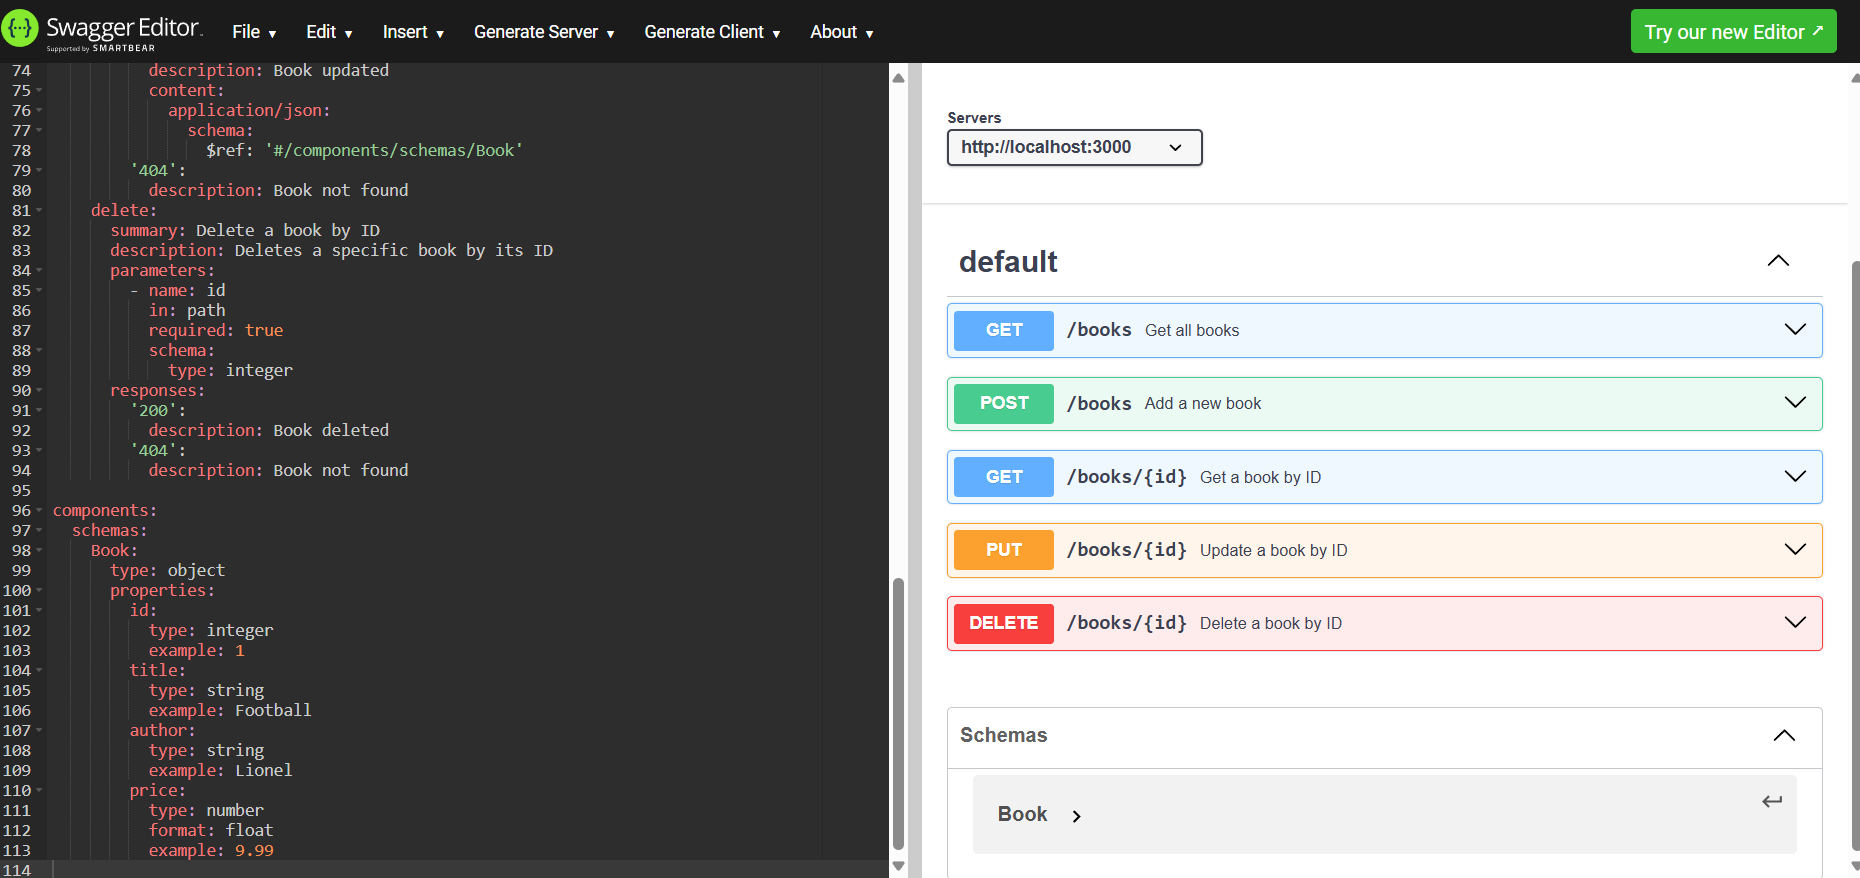 Swagger Editor.
Supported by SMARTBEAR
File
Edit
Insert
Generate Server
Generate Client
About
Try our new Editor
74 description: Book updated
75 content:
76 application/json:
77 schema:
78 $ref: '#/components/schemas/Book'
79 '404':
80 description: Book not found
81 delete:
82 summary: Delete a book by ID
83 description: Deletes a specific book by its ID
84 parameters:
85 - name: id
86 in: path
87 required: true
88 schema:
89 type: integer
90 responses:
91 '200':
92 description: Book deleted
93 '404':
94 description: Book not found
95
96 components:
97 schemas:
98 Book:
99 type: object
100 properties:
101 id:
102 type: integer
103 example: 1
104 title:
105 type: string
106 example: Football
107 author:
108 type: string
109 example: Lionel
110 price:
111 type: number
112 format: float
113 example: 9.99
114
Servers
http://localhost:3000
default
GET /books Get all books
POST /books Add a new book
GET /books/{id} Get a book by ID
PUT /books/{id} Update a book by ID
DELETE /books/{id} Delete a book by ID
Schemas
Book